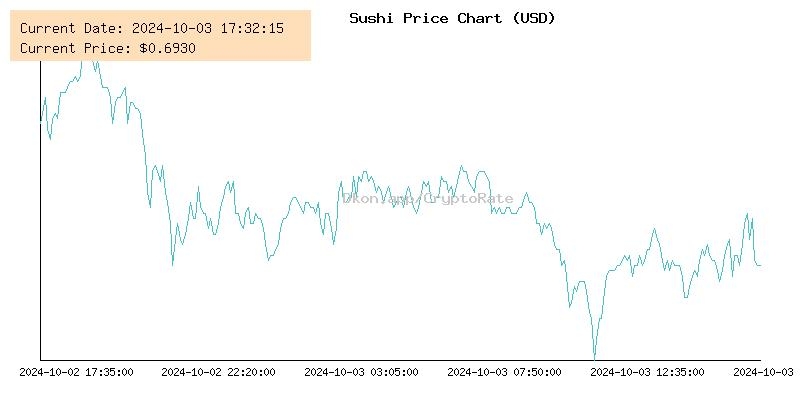 Sushi Price Chart (USD)
Current Date: 2024-10-03 17:32:15
Current Price: $0.6930
Dkon.app/CryptoRate
2024-10-02 17:35:00
2024-10-02 22:20:00
2024-10-03 03:05:00
2024-10-03 07:50:00
2024-10-03 12:35:00
2024-10-03